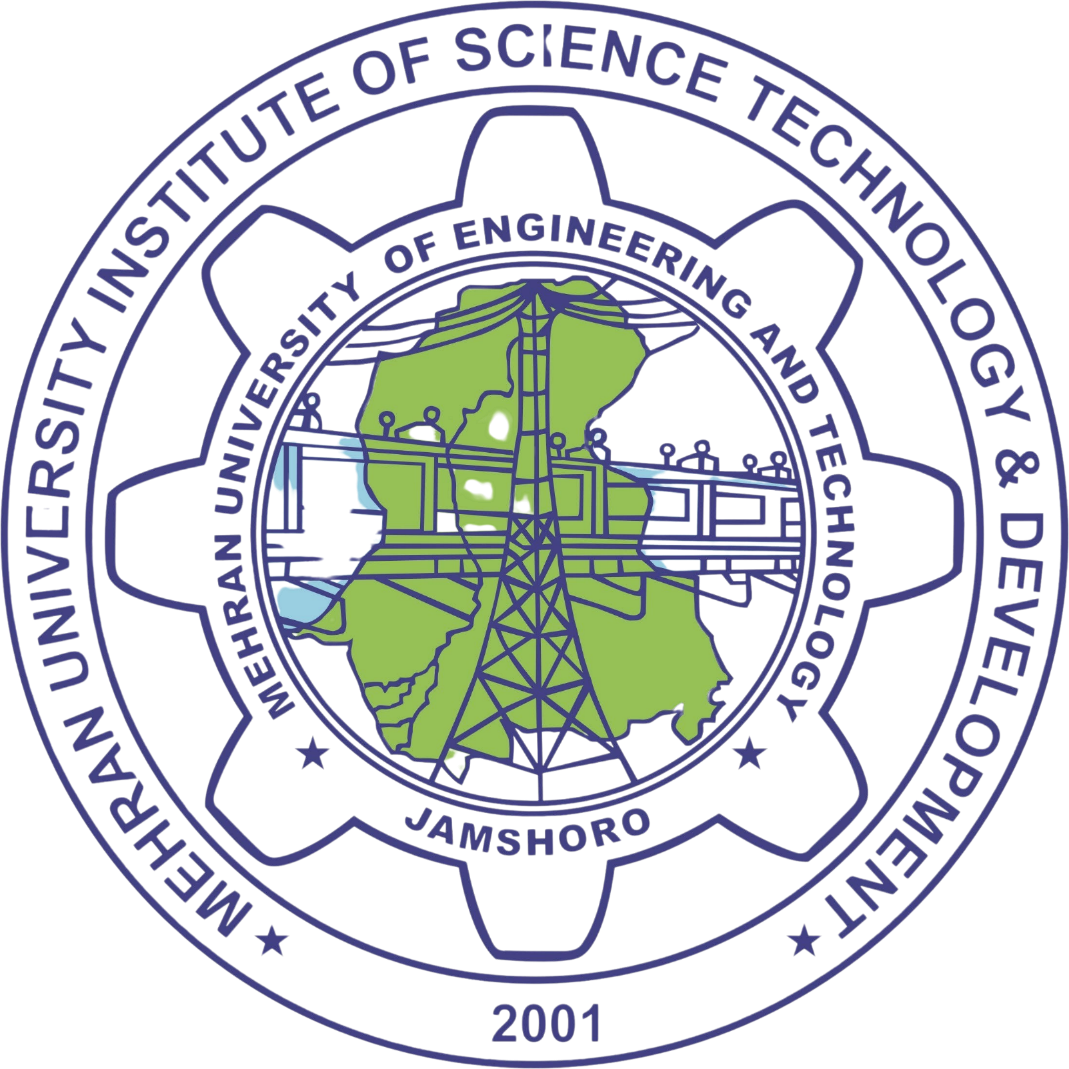 MEHRAN UNIVERSITY INSTITUTE OF SCIENCE TECHNOLOGY & DEVELOPMENT
2001
MEHRAN UNIVERSITY OF ENGINEERING AND TECHNOLOGY
JAMSHORO